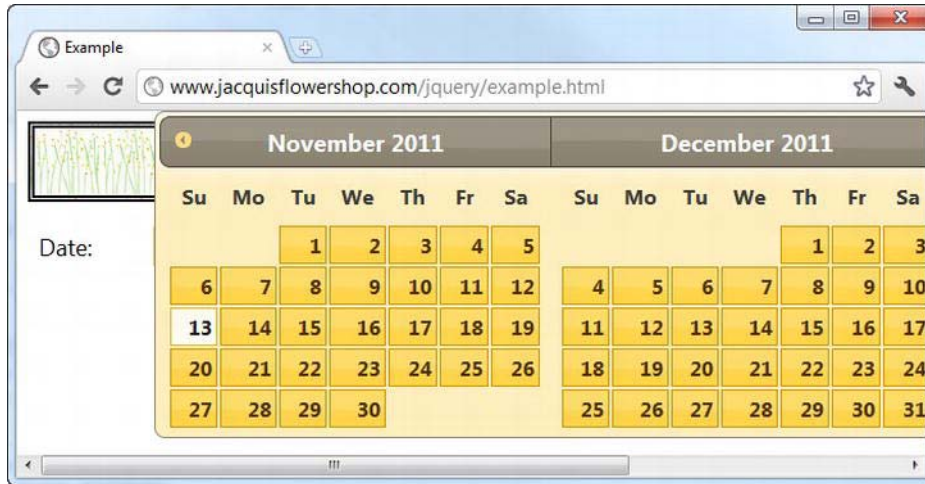 Example
www.jacquisflowershop.com/jquery/example.html
November 2011 December 2011
Su Mo Tu We Th Fr Sa Su Mo Tu We Th Fr Sa
Date: 1 2 3 4 5 1 2 3
6 7 8 9 10 11 12 4 5 6 7 8 9 10
13 14 15 16 17 18 19 11 12 13 14 15 16 17
20 21 22 23 24 25 26 18 19 20 21 22 23 24
27 28 29 30 25 26 27 28 29 30 31